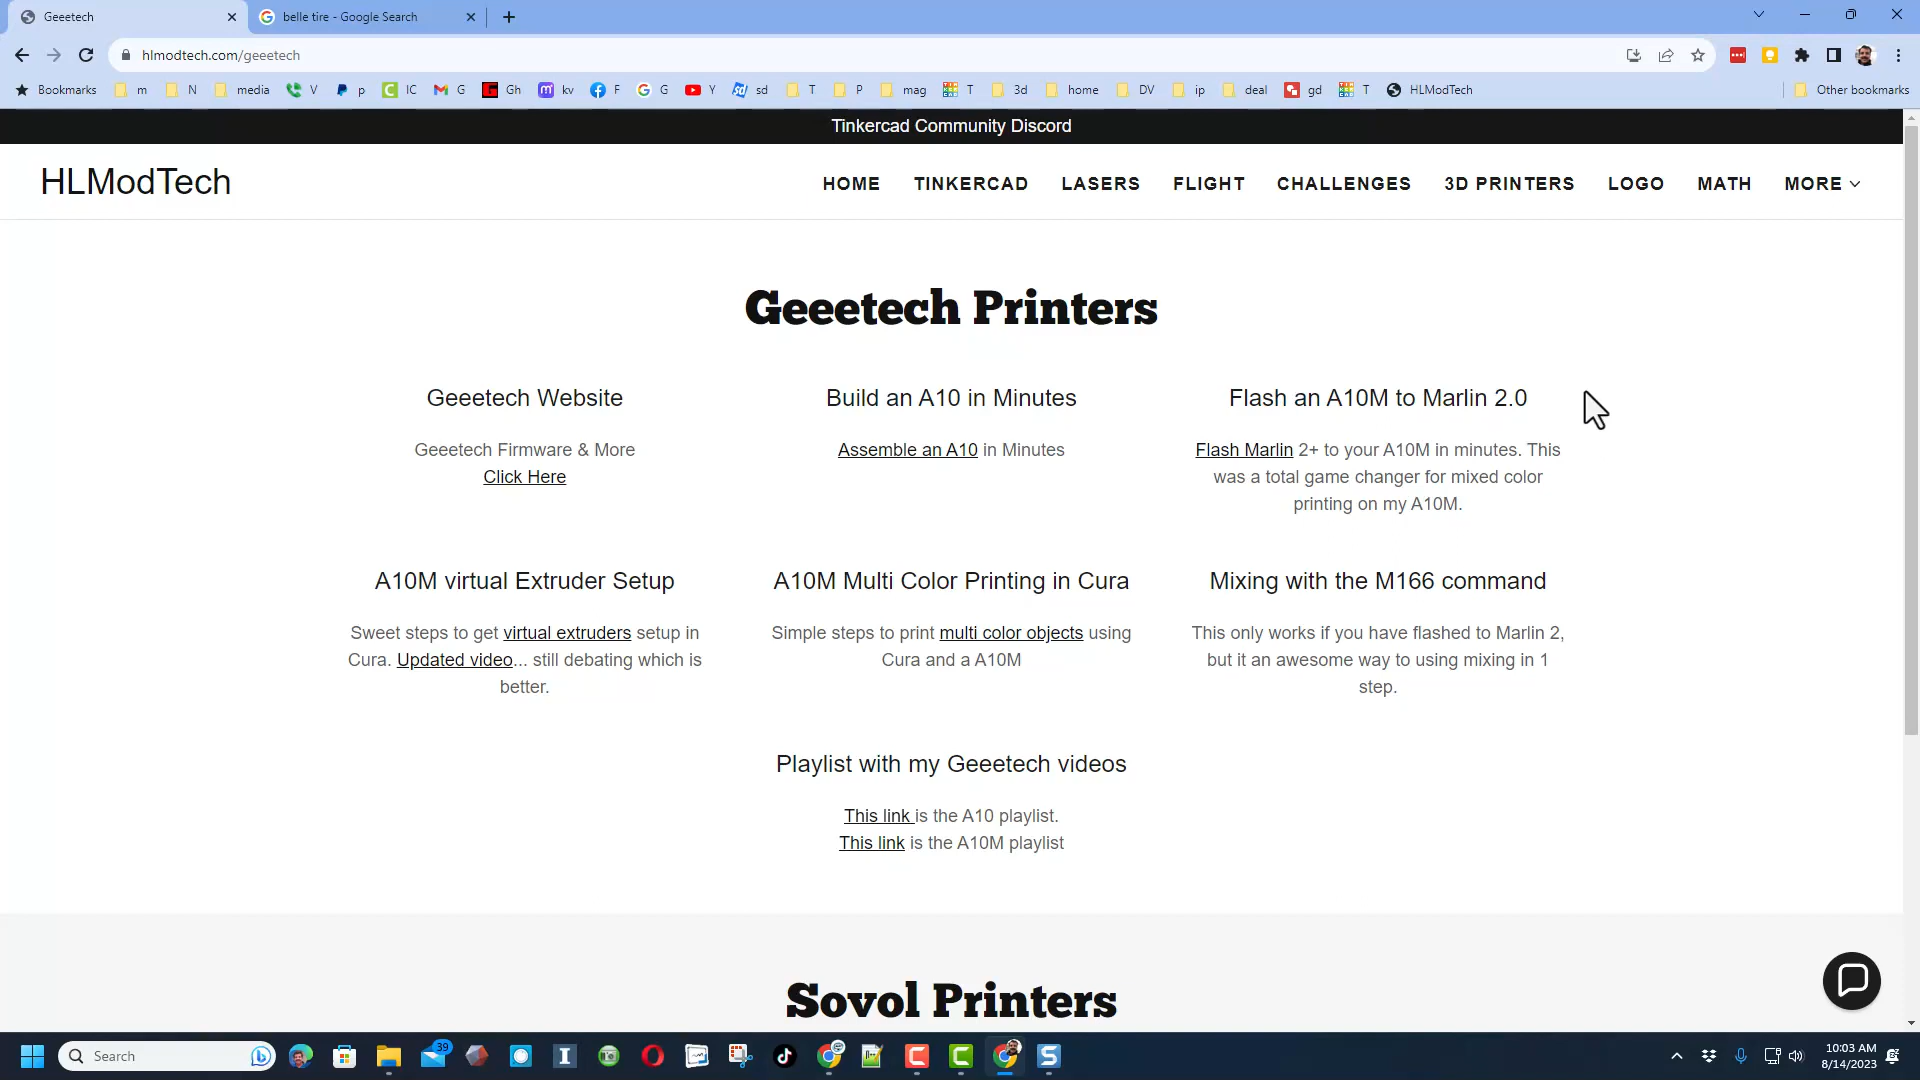 Geeetech
belle tire - Google Search
hlmodtech.com/geeetech
Bookmarks m N media V p IC G Gh kv F G Y sd T P mag T 3d home DV ip deal gd T HLModTech Other bookmarks
Tinkercad Community Discord
HLModTech
HOME TINKERCAD LASERS FLIGHT CHALLENGES 3D PRINTERS LOGO MATH MORE
Geeetech Printers
Geeetech Website
Geeetech Firmware & More
Click Here
Build an A10 in Minutes
Assemble an A10 in Minutes
Flash an A10M to Marlin 2.0
Flash Marlin 2+ to your A10M in minutes. This
was a total game changer for mixed color
printing on my A10M.
A10M virtual Extruder Setup
Sweet steps to get virtual extruders setup in
Cura. Updated video... still debating which is
better.
A10M Multi Color Printing in Cura
Simple steps to print multi color objects using
Cura and a A10M
Mixing with the M166 command
This only works if you have flashed to Marlin 2,
but it an awesome way to using mixing in 1
step.
Playlist with my Geeetech videos
This link is the A10 playlist.
This link is the A10M playlist
Sovol Printers
Search
39
10:03 AM
8/14/2023